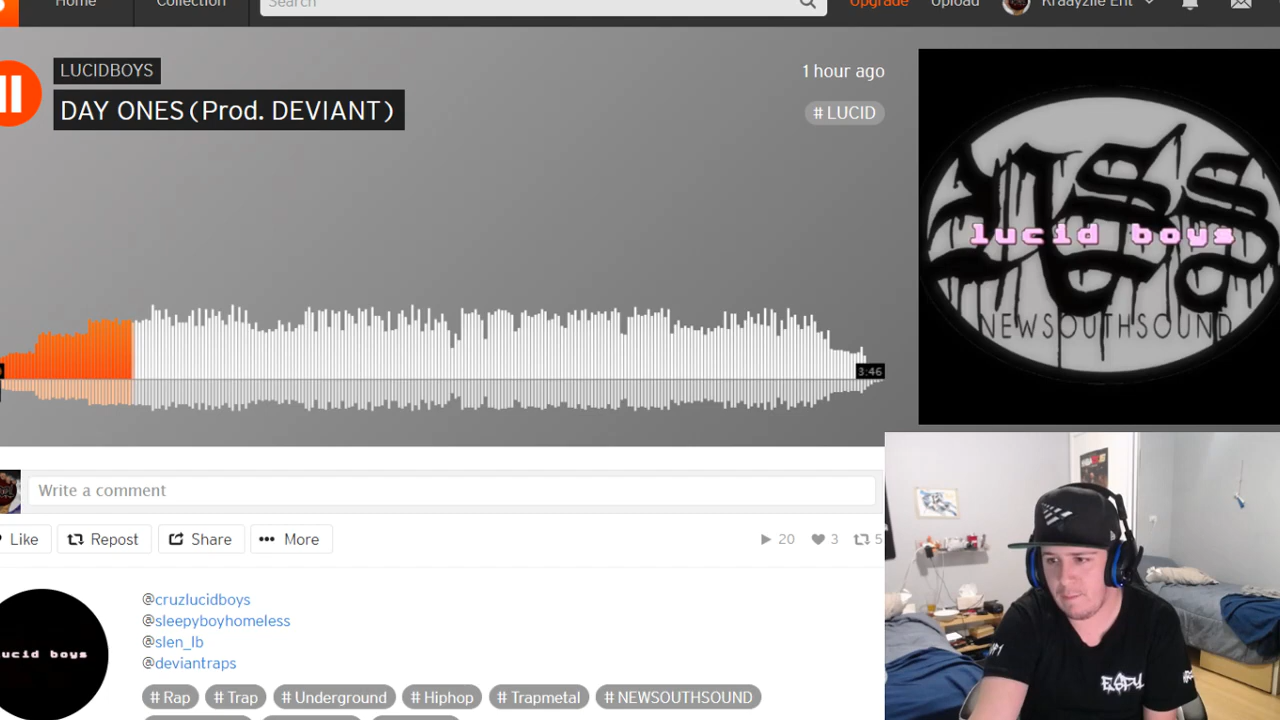 Home
Collection
Search
Upgrade
Upload
Kraayzlle Ent
LUCIDBOYS
DAY ONES (Prod. DEVIANT)
1 hour ago
# LUCID
lucid boys
NEWSOUTHSOUND
3:46
Write a comment
Like
Repost
Share
More
20
3
5
lucid boys
@cruzlucidboys
@sleepyboyhomeless
@slen_lb
@deviantraps
# Rap
# Trap
# Underground
# Hiphop
# Trapmetal
# NEWSOUTHSOUND